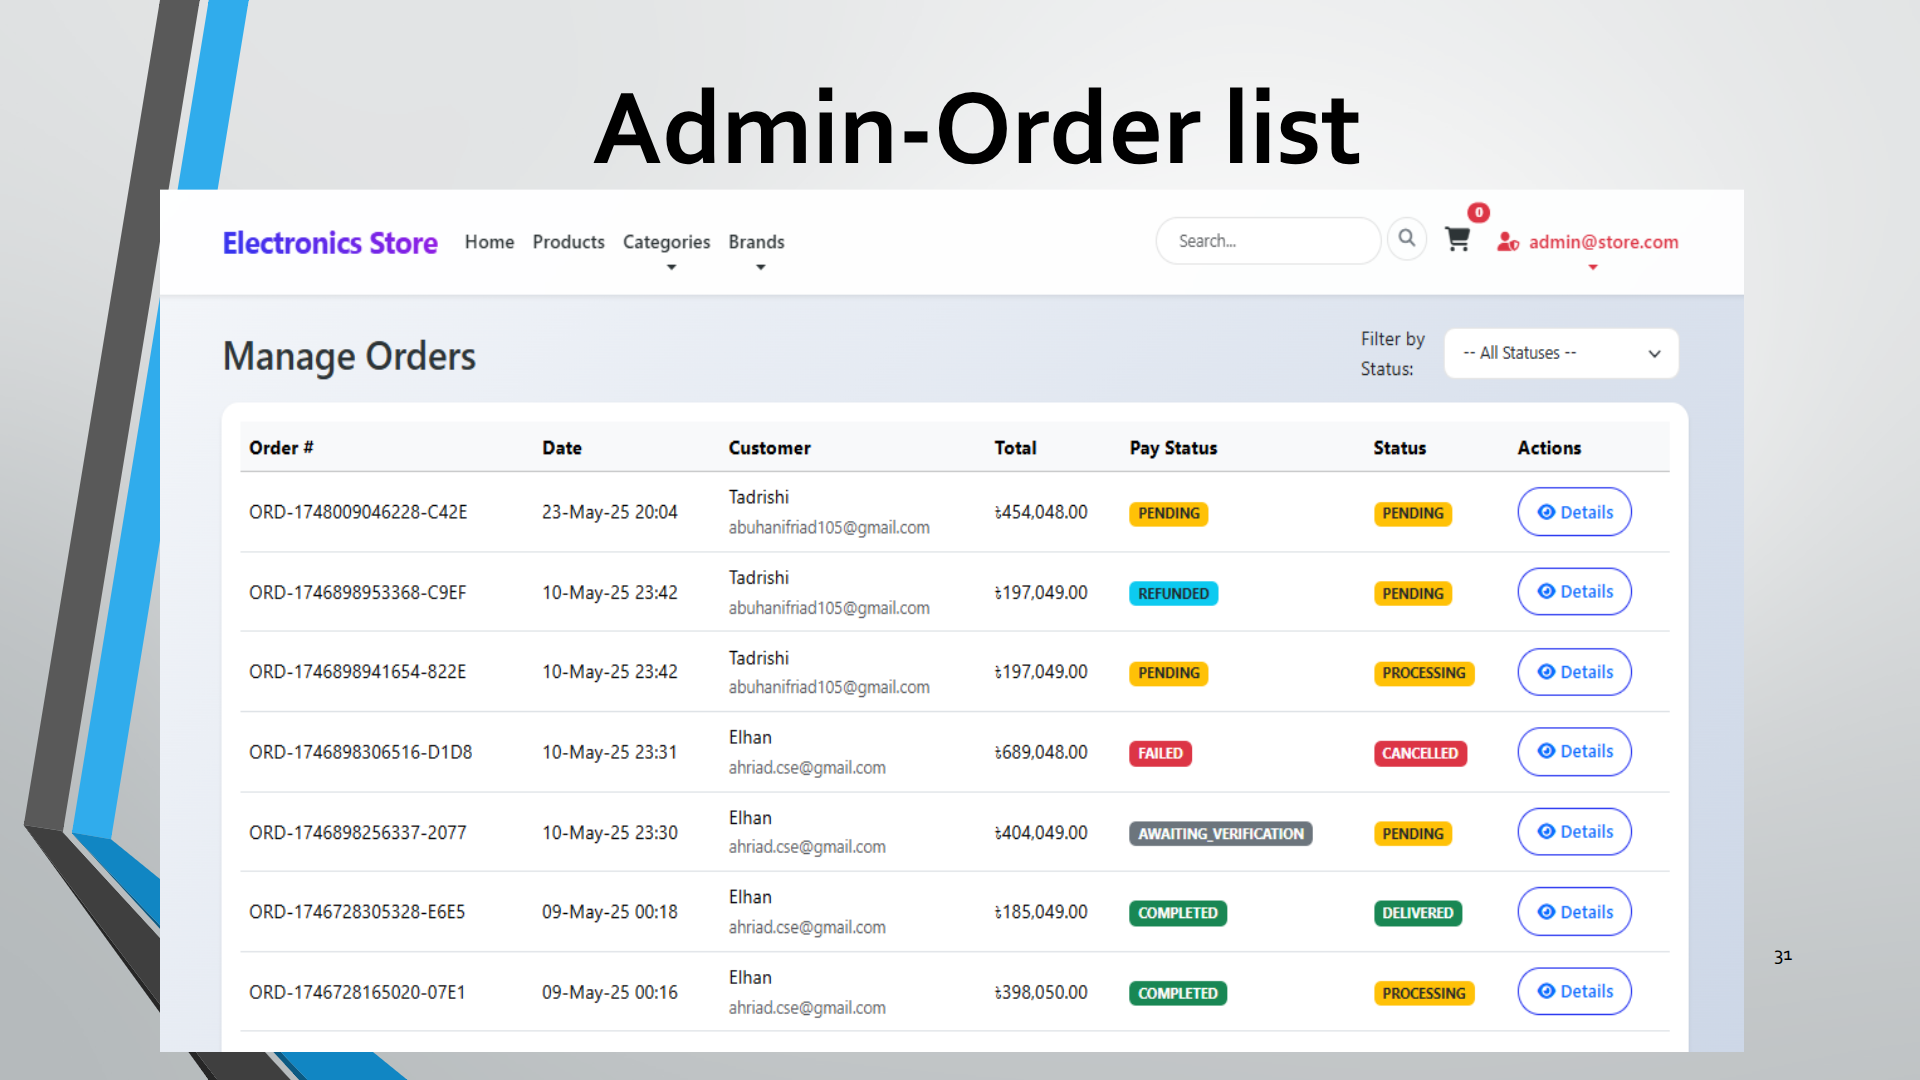 Admin-Order list
Electronics Store Home Products Categories Brands Search... 0 admin@store.com
Manage Orders
Filter by
Status:
-- All Statuses --
Order # Date Customer Total Pay Status Status Actions
ORD-1748009046228-C42E 23-May-25 20:04 Tadrishi ৳454,048.00 PENDING PENDING Details
abuhanifriad105@gmail.com
ORD-1746898953368-C9EF 10-May-25 23:42 Tadrishi ৳197,049.00 REFUNDED PENDING Details
abuhanifriad105@gmail.com
ORD-1746898941654-822E 10-May-25 23:42 Tadrishi ৳197,049.00 PENDING PROCESSING Details
abuhanifriad105@gmail.com
ORD-1746898306516-D1D8 10-May-25 23:31 Elhan ৳689,048.00 FAILED CANCELLED Details
ahriad.cse@gmail.com
ORD-1746898256337-2077 10-May-25 23:30 Elhan ৳404,049.00 AWAITING_VERIFICATION PENDING Details
ahriad.cse@gmail.com
ORD-1746728305328-E6E5 09-May-25 00:18 Elhan ৳185,049.00 COMPLETED DELIVERED Details
ahriad.cse@gmail.com
ORD-1746728165020-07E1 09-May-25 00:16 Elhan ৳398,050.00 COMPLETED PROCESSING Details
ahriad.cse@gmail.com
31